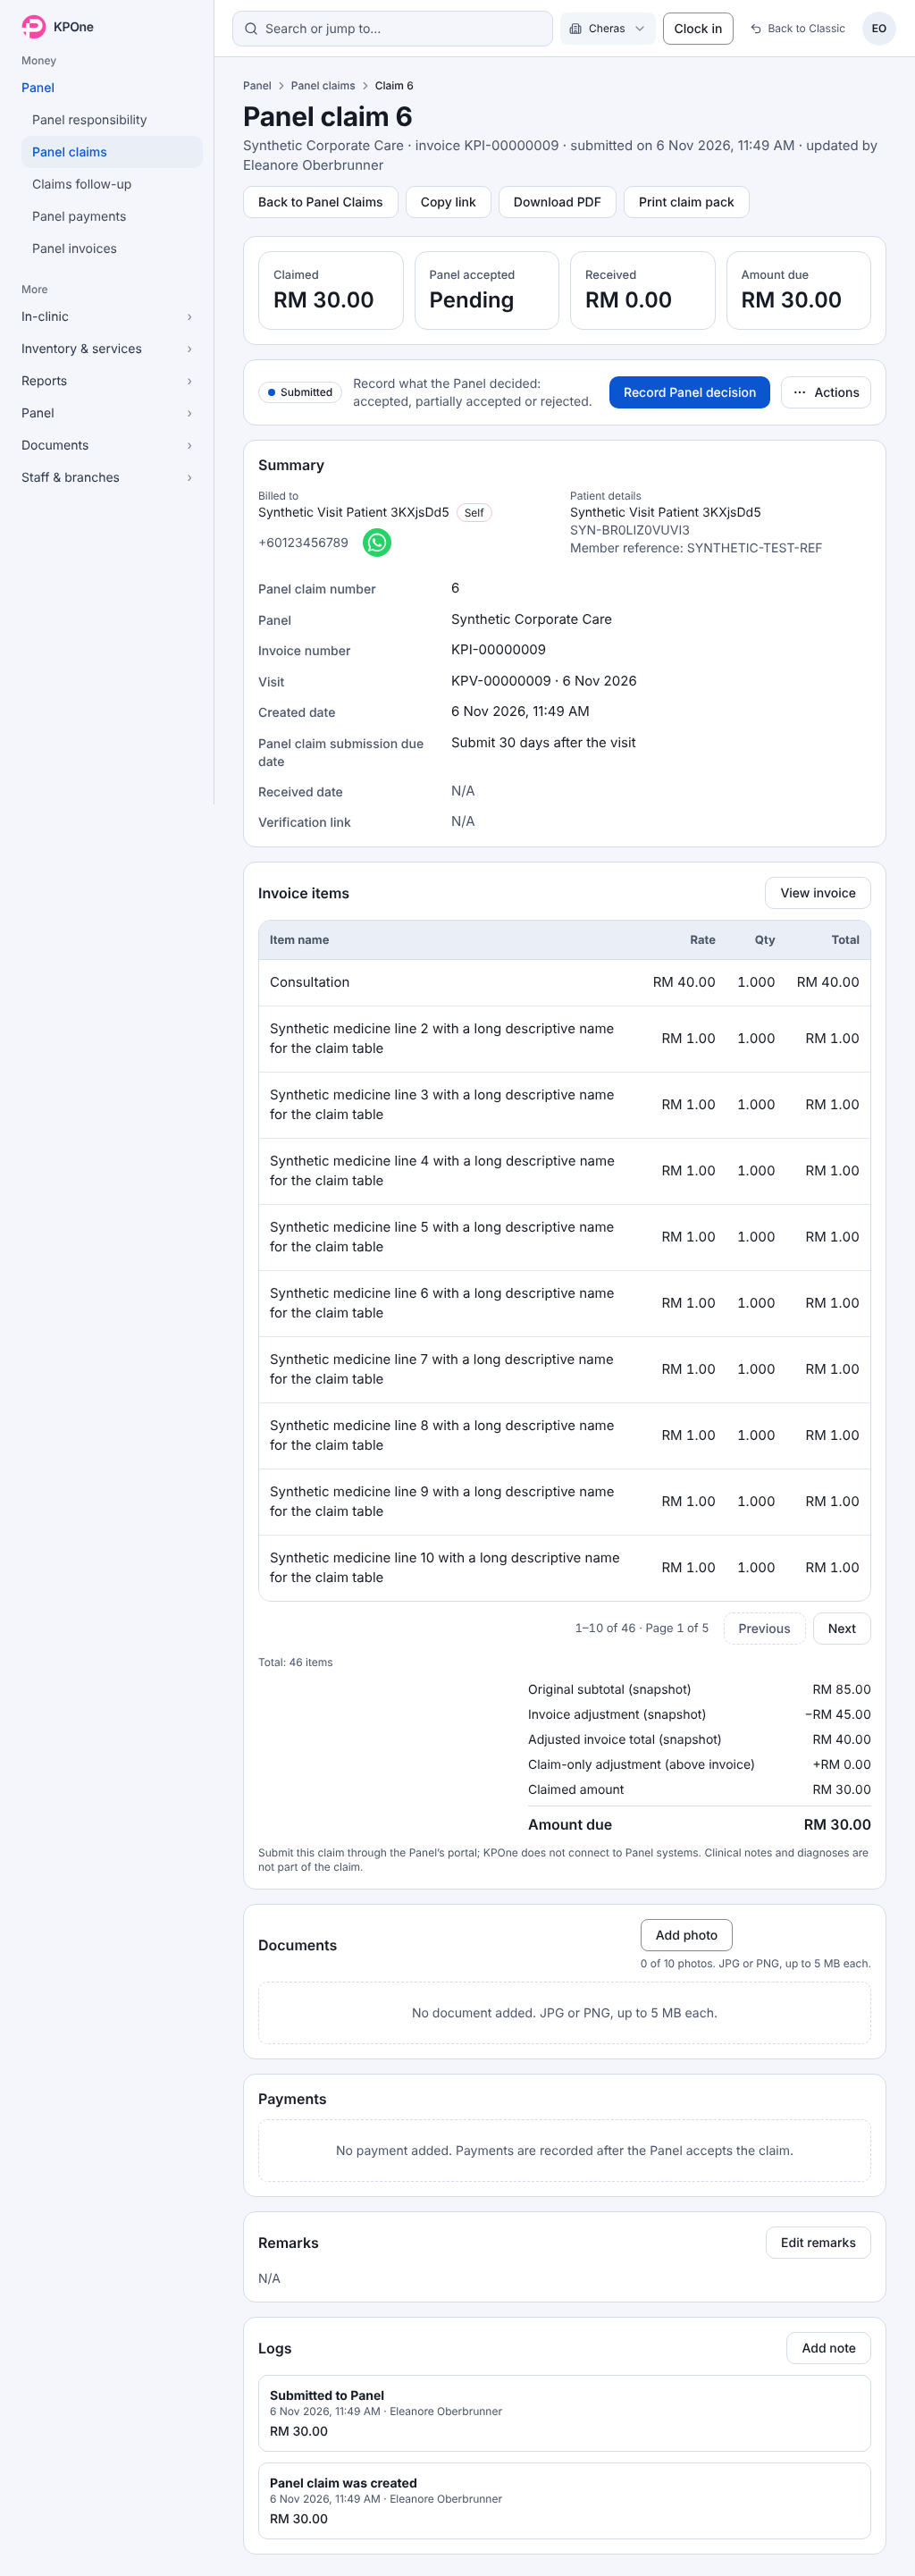 KPOne
Search or jump to...
Cheras
Clock in
Back to Classic
EO
Money
Panel
Panel responsibility
Panel claims
Claims follow-up
Panel payments
Panel invoices
More
In-clinic
Inventory & services
Reports
Panel
Documents
Staff & branches
Panel > Panel claims > Claim 6
Panel claim 6
Synthetic Corporate Care · invoice KPI-00000009 · submitted on 6 Nov 2026, 11:49 AM · updated by
Eleanore Oberbrunner
Back to Panel Claims
Copy link
Download PDF
Print claim pack
Claimed
RM 30.00
Panel accepted
Pending
Received
RM 0.00
Amount due
RM 30.00
Submitted
Record what the Panel decided:
accepted, partially accepted or rejected.
Record Panel decision
··· Actions
Summary
Billed to
Synthetic Visit Patient 3KXjsDd5 Self
+60123456789
Patient details
Synthetic Visit Patient 3KXjsDd5
SYN-BR0LIZ0VUVI3
Member reference: SYNTHETIC-TEST-REF
Panel claim number 6
Panel Synthetic Corporate Care
Invoice number KPI-00000009
Visit KPV-00000009 · 6 Nov 2026
Created date 6 Nov 2026, 11:49 AM
Panel claim submission due
date
Submit 30 days after the visit
Received date N/A
Verification link N/A
Invoice items
View invoice
Item name Rate Qty Total
Consultation RM 40.00 1.000 RM 40.00
Synthetic medicine line 2 with a long descriptive name
for the claim table
RM 1.00 1.000 RM 1.00
Synthetic medicine line 3 with a long descriptive name
for the claim table
RM 1.00 1.000 RM 1.00
Synthetic medicine line 4 with a long descriptive name
for the claim table
RM 1.00 1.000 RM 1.00
Synthetic medicine line 5 with a long descriptive name
for the claim table
RM 1.00 1.000 RM 1.00
Synthetic medicine line 6 with a long descriptive name
for the claim table
RM 1.00 1.000 RM 1.00
Synthetic medicine line 7 with a long descriptive name
for the claim table
RM 1.00 1.000 RM 1.00
Synthetic medicine line 8 with a long descriptive name
for the claim table
RM 1.00 1.000 RM 1.00
Synthetic medicine line 9 with a long descriptive name
for the claim table
RM 1.00 1.000 RM 1.00
Synthetic medicine line 10 with a long descriptive name
for the claim table
RM 1.00 1.000 RM 1.00
1–10 of 46 · Page 1 of 5
Previous
Next
Total: 46 items
Original subtotal (snapshot) RM 85.00
Invoice adjustment (snapshot) −RM 45.00
Adjusted invoice total (snapshot) RM 40.00
Claim-only adjustment (above invoice) +RM 0.00
Claimed amount RM 30.00
Amount due RM 30.00
Submit this claim through the Panel’s portal; KPOne does not connect to Panel systems. Clinical notes and diagnoses are
not part of the claim.
Documents
Add photo
0 of 10 photos. JPG or PNG, up to 5 MB each.
No document added. JPG or PNG, up to 5 MB each.
Payments
No payment added. Payments are recorded after the Panel accepts the claim.
Remarks
Edit remarks
N/A
Logs
Add note
Submitted to Panel
6 Nov 2026, 11:49 AM · Eleanore Oberbrunner
RM 30.00
Panel claim was created
6 Nov 2026, 11:49 AM · Eleanore Oberbrunner
RM 30.00